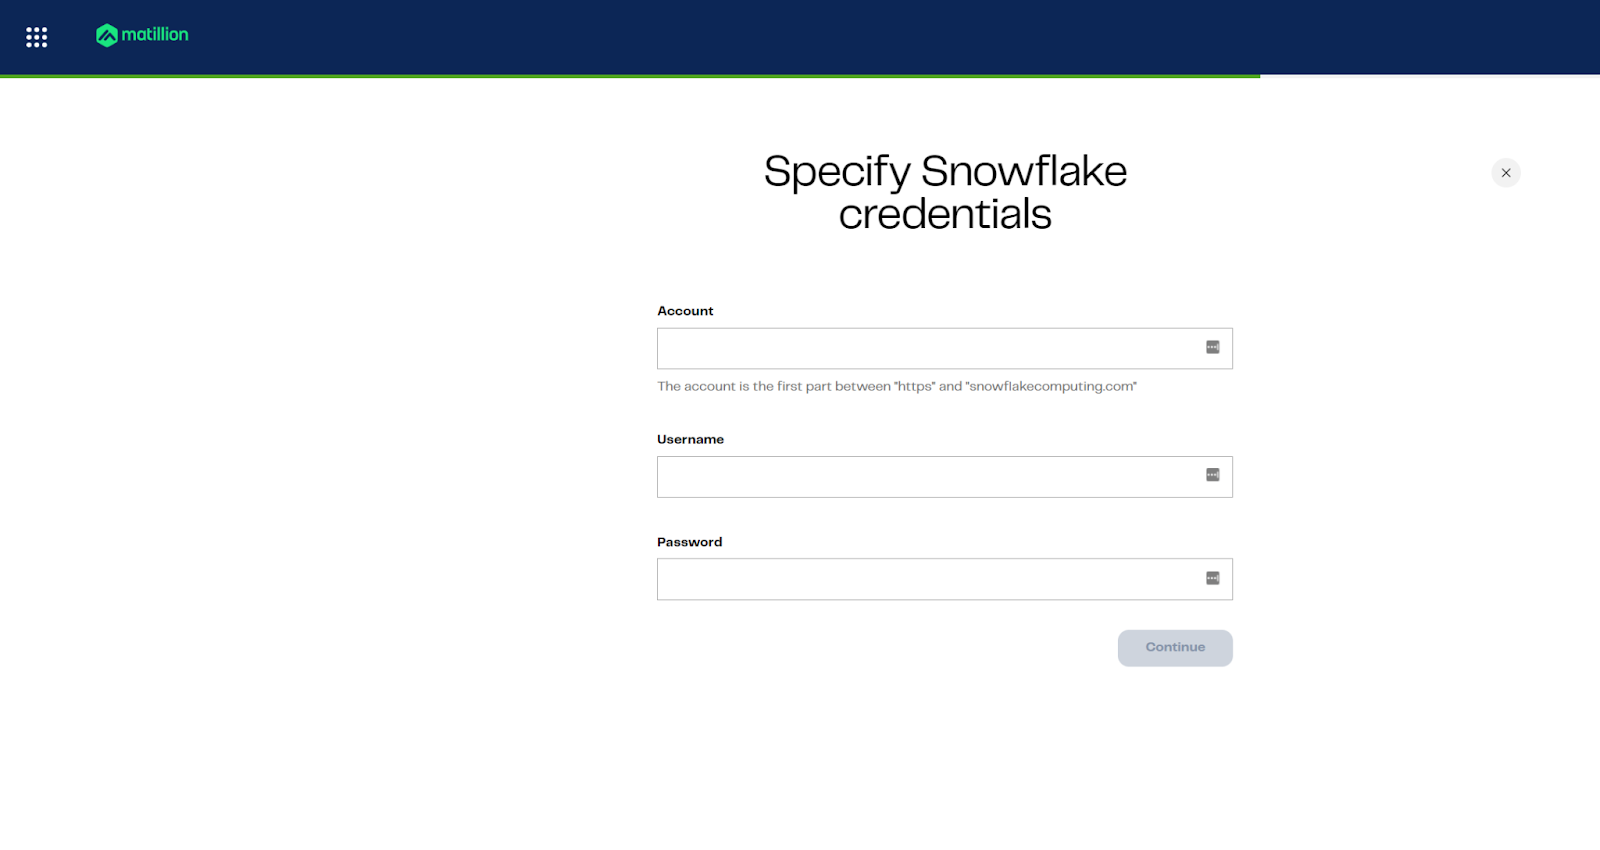 matillion
Specify Snowflake
credentials
Account
The account is the first part between "https" and "snowflakecomputing.com"
Username
Password
Continue